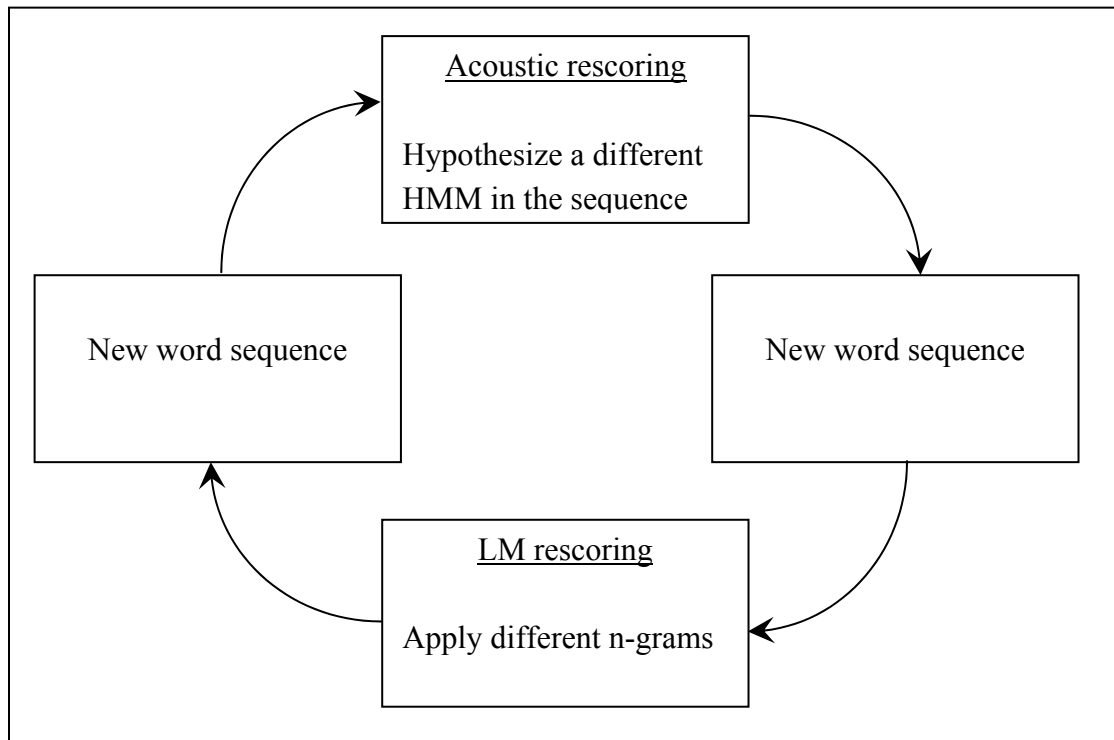 Acoustic rescoring
Hypothesize a different
HMM in the sequence
New word sequence
New word sequence
LM rescoring
Apply different n-grams